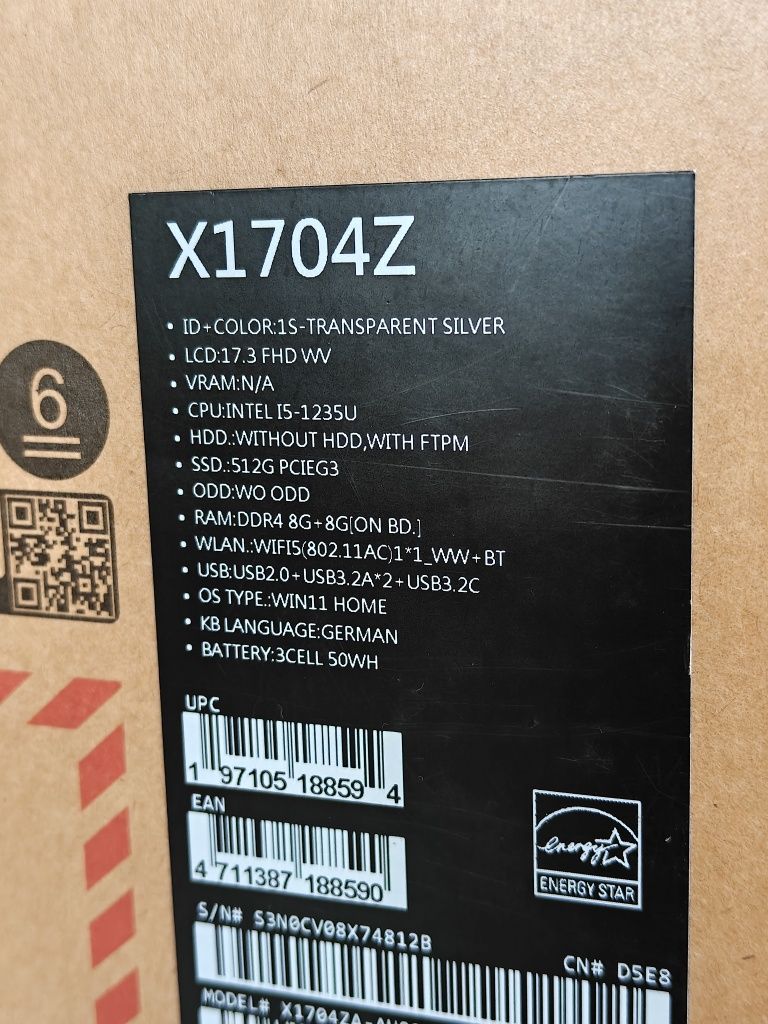 X1704Z
• ID+COLOR:1S-TRANSPARENT SILVER
• LCD:17.3 FHD WV
• VRAM:N/A
• CPU:INTEL I5-1235U
• HDD.:WITHOUT HDD,WITH FTPM
• SSD.:512G PCIEG3
• ODD:WO ODD
• RAM:DDR4 8G+8G[ON BD.]
• WLAN.:WIFI5(802.11AC)1*1_WW+BT
• USB:USB2.0+USB3.2A*2+USB3.2C
• OS TYPE.:WIN11 HOME
• KB LANGUAGE:GERMAN
• BATTERY:3CELL 50WH
6
UPC
1 97105 18859 4
EAN
4 711387 188590
energy
ENERGY STAR
S/N# S3N0CV08X74812B
CN# D5E8
MODEL# X1704ZA